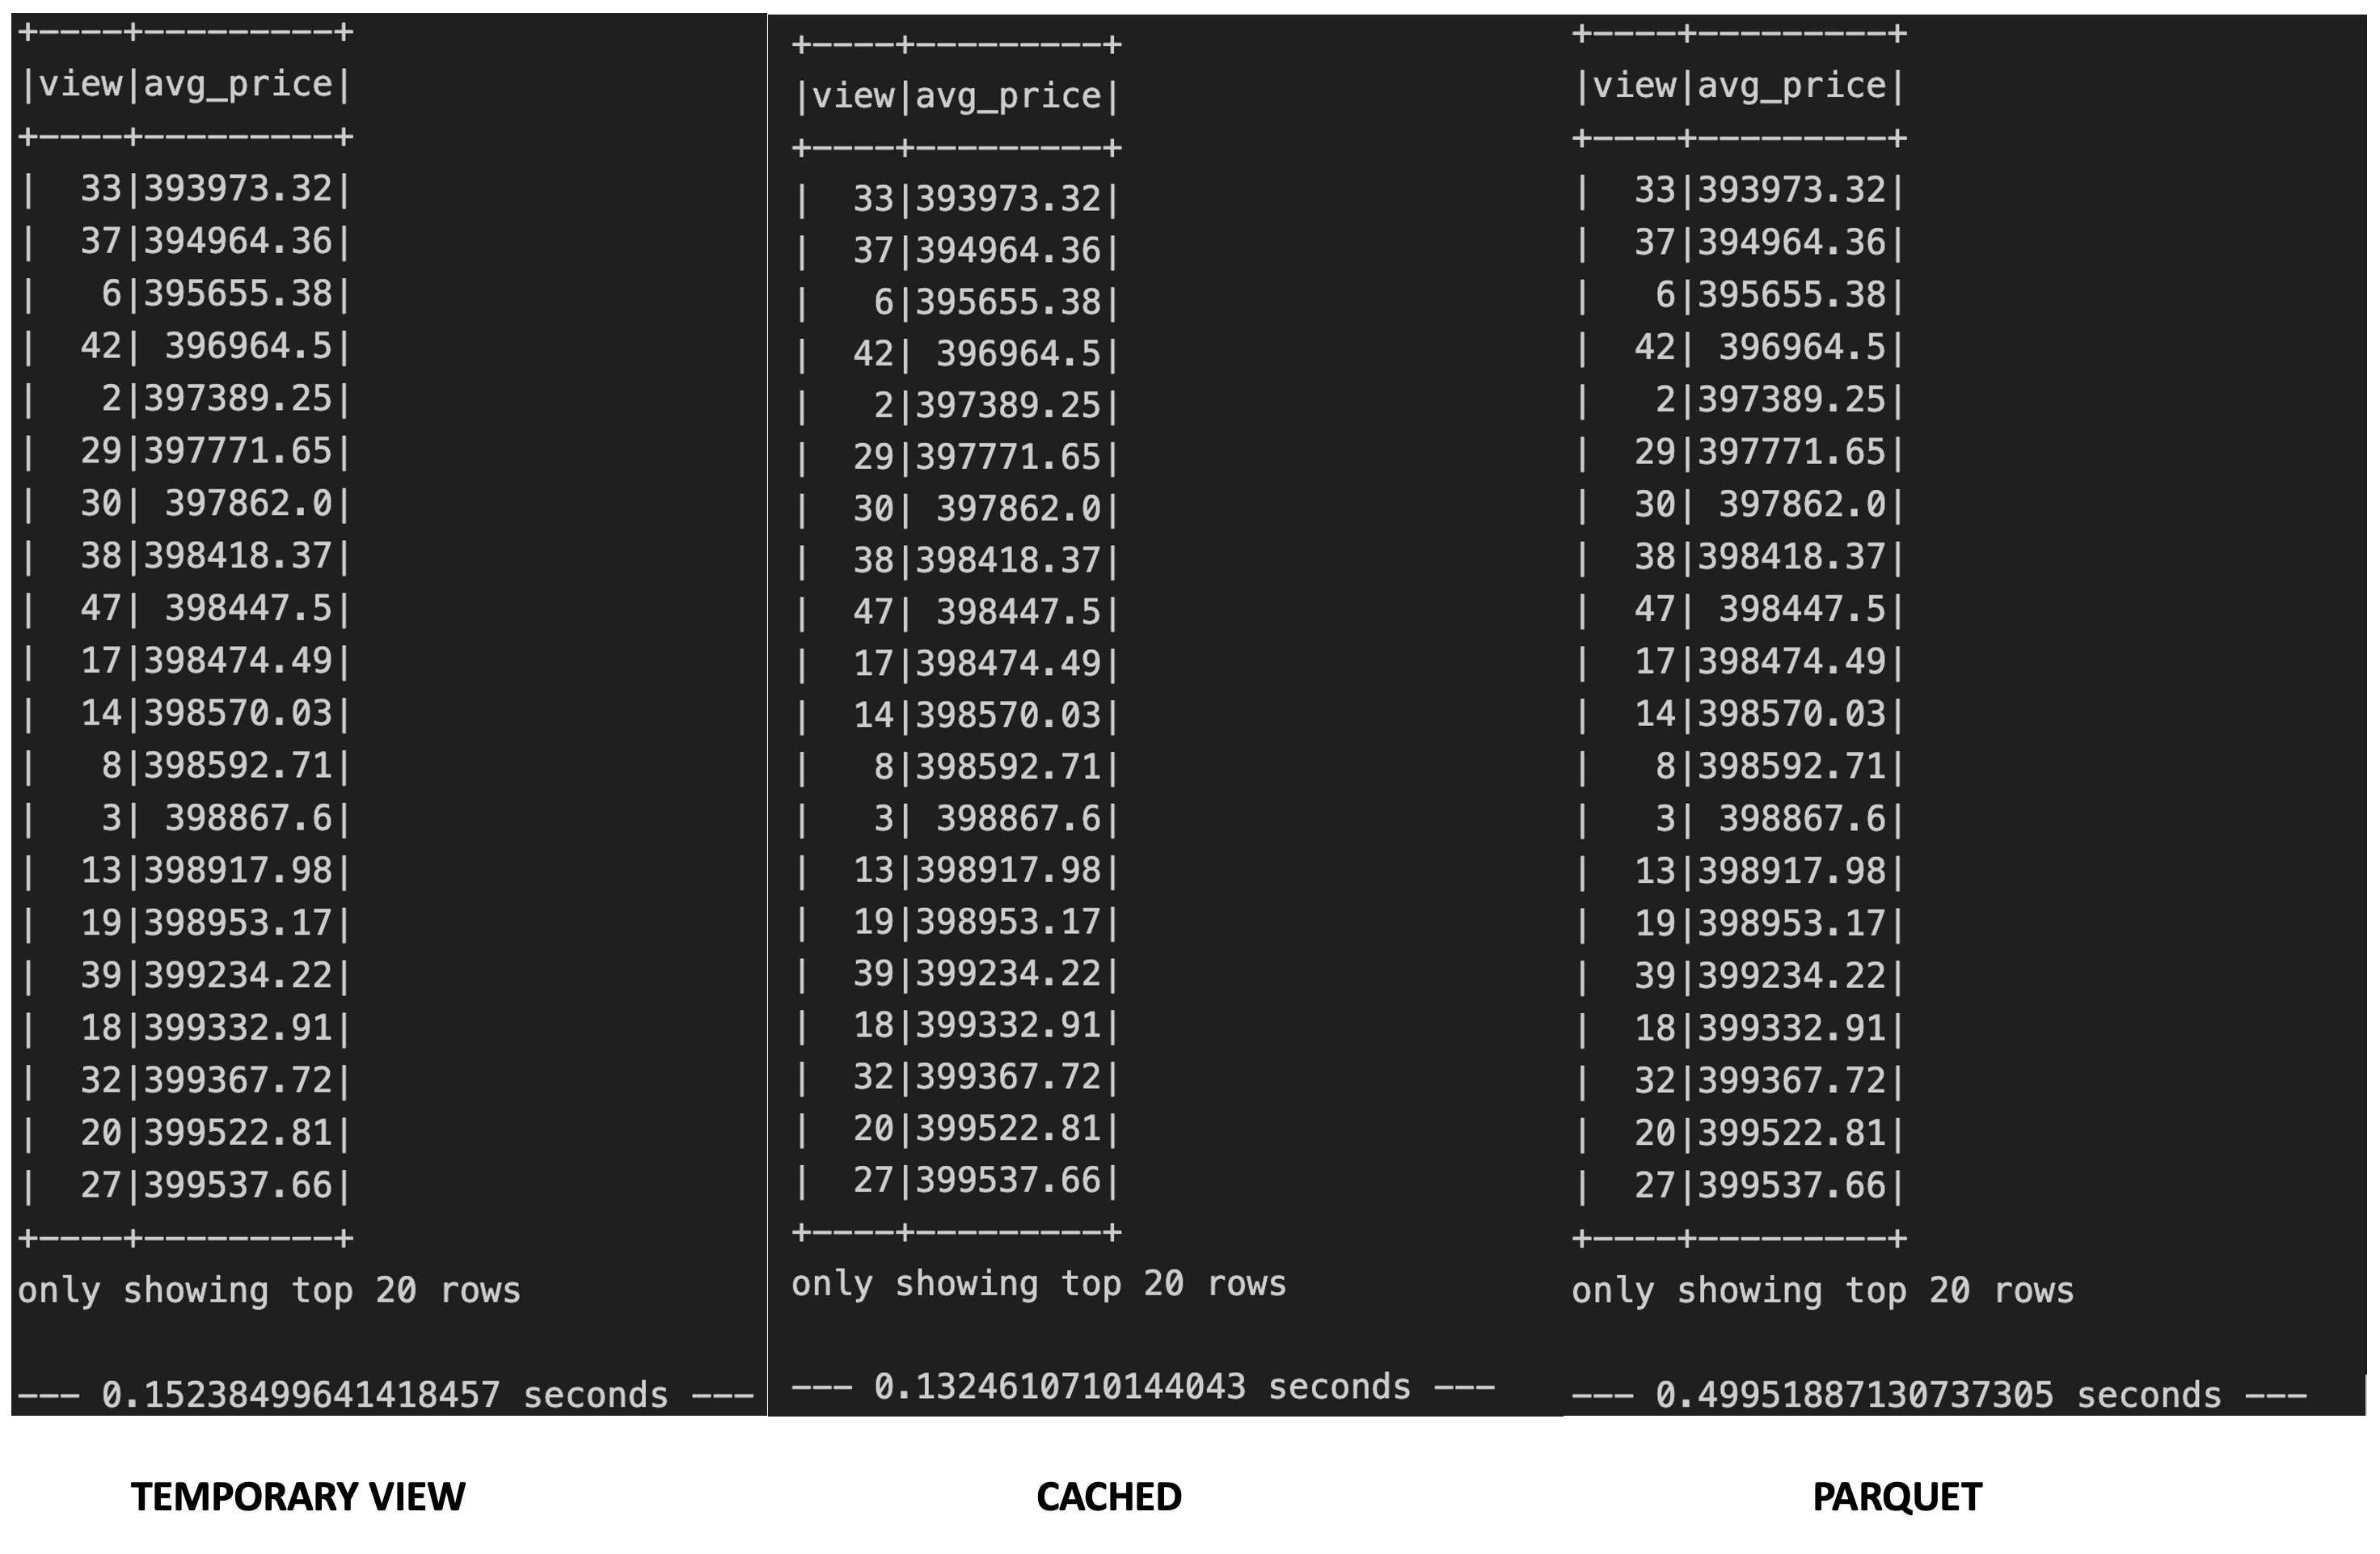 +----+---------+
|view|avg_price|
+----+---------+
|  33|393973.32|
|  37|394964.36|
|   6|395655.38|
|  42| 396964.5|
|   2|397389.25|
|  29|397771.65|
|  30| 397862.0|
|  38|398418.37|
|  47| 398447.5|
|  17|398474.49|
|  14|398570.03|
|   8|398592.71|
|   3| 398867.6|
|  13|398917.98|
|  19|398953.17|
|  39|399234.22|
|  18|399332.91|
|  32|399367.72|
|  20|399522.81|
|  27|399537.66|
+----+---------+
only showing top 20 rows
--- 0.15238499641418457 seconds ---
TEMPORARY VIEW
+----+---------+
|view|avg_price|
+----+---------+
|  33|393973.32|
|  37|394964.36|
|   6|395655.38|
|  42| 396964.5|
|   2|397389.25|
|  29|397771.65|
|  30| 397862.0|
|  38|398418.37|
|  47| 398447.5|
|  17|398474.49|
|  14|398570.03|
|   8|398592.71|
|   3| 398867.6|
|  13|398917.98|
|  19|398953.17|
|  39|399234.22|
|  18|399332.91|
|  32|399367.72|
|  20|399522.81|
|  27|399537.66|
+----+---------+
only showing top 20 rows
--- 0.1324610710144043 seconds ---
CACHED
+----+---------+
|view|avg_price|
+----+---------+
|  33|393973.32|
|  37|394964.36|
|   6|395655.38|
|  42| 396964.5|
|   2|397389.25|
|  29|397771.65|
|  30| 397862.0|
|  38|398418.37|
|  47| 398447.5|
|  17|398474.49|
|  14|398570.03|
|   8|398592.71|
|   3| 398867.6|
|  13|398917.98|
|  19|398953.17|
|  39|399234.22|
|  18|399332.91|
|  32|399367.72|
|  20|399522.81|
|  27|399537.66|
+----+---------+
only showing top 20 rows
--- 0.49951887130737305 seconds ---
PARQUET